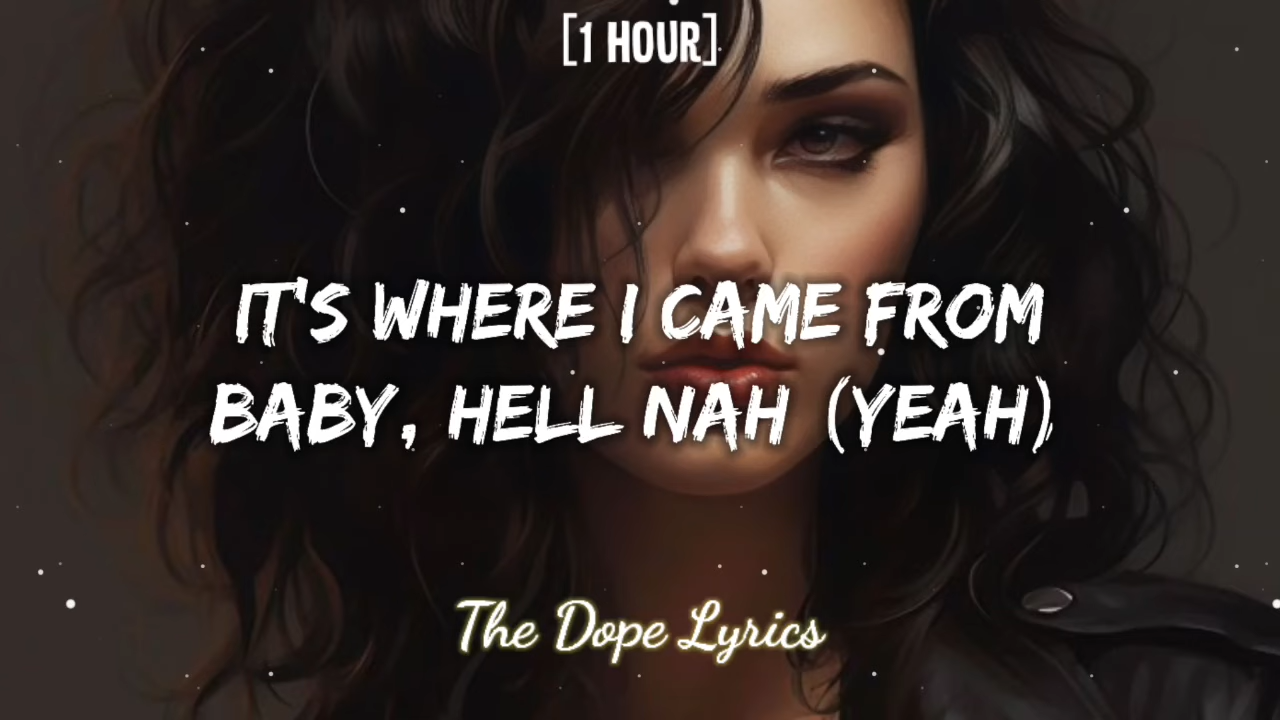 [1 HOUR]
IT'S WHERE I CAME FROM
BABY, HELL NAH (YEAH)
The Dope Lyrics